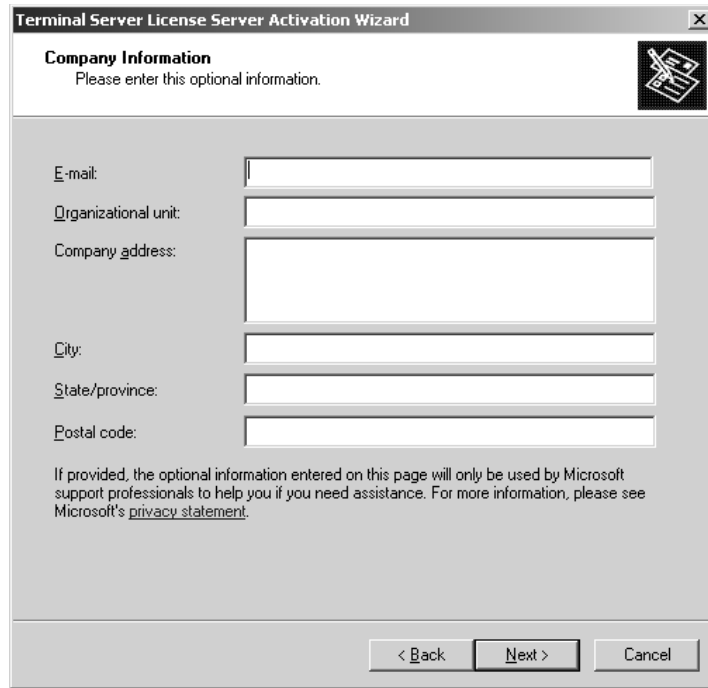 Terminal Server License Server Activation Wizard
Company Information
Please enter this optional information.
E-mail:
Organizational unit:
Company address:
City:
State/province:
Postal code:
If provided, the optional information entered on this page will only be used by Microsoft
support professionals to help you if you need assistance. For more information, please see
Microsoft's privacy statement.
< Back Next > Cancel